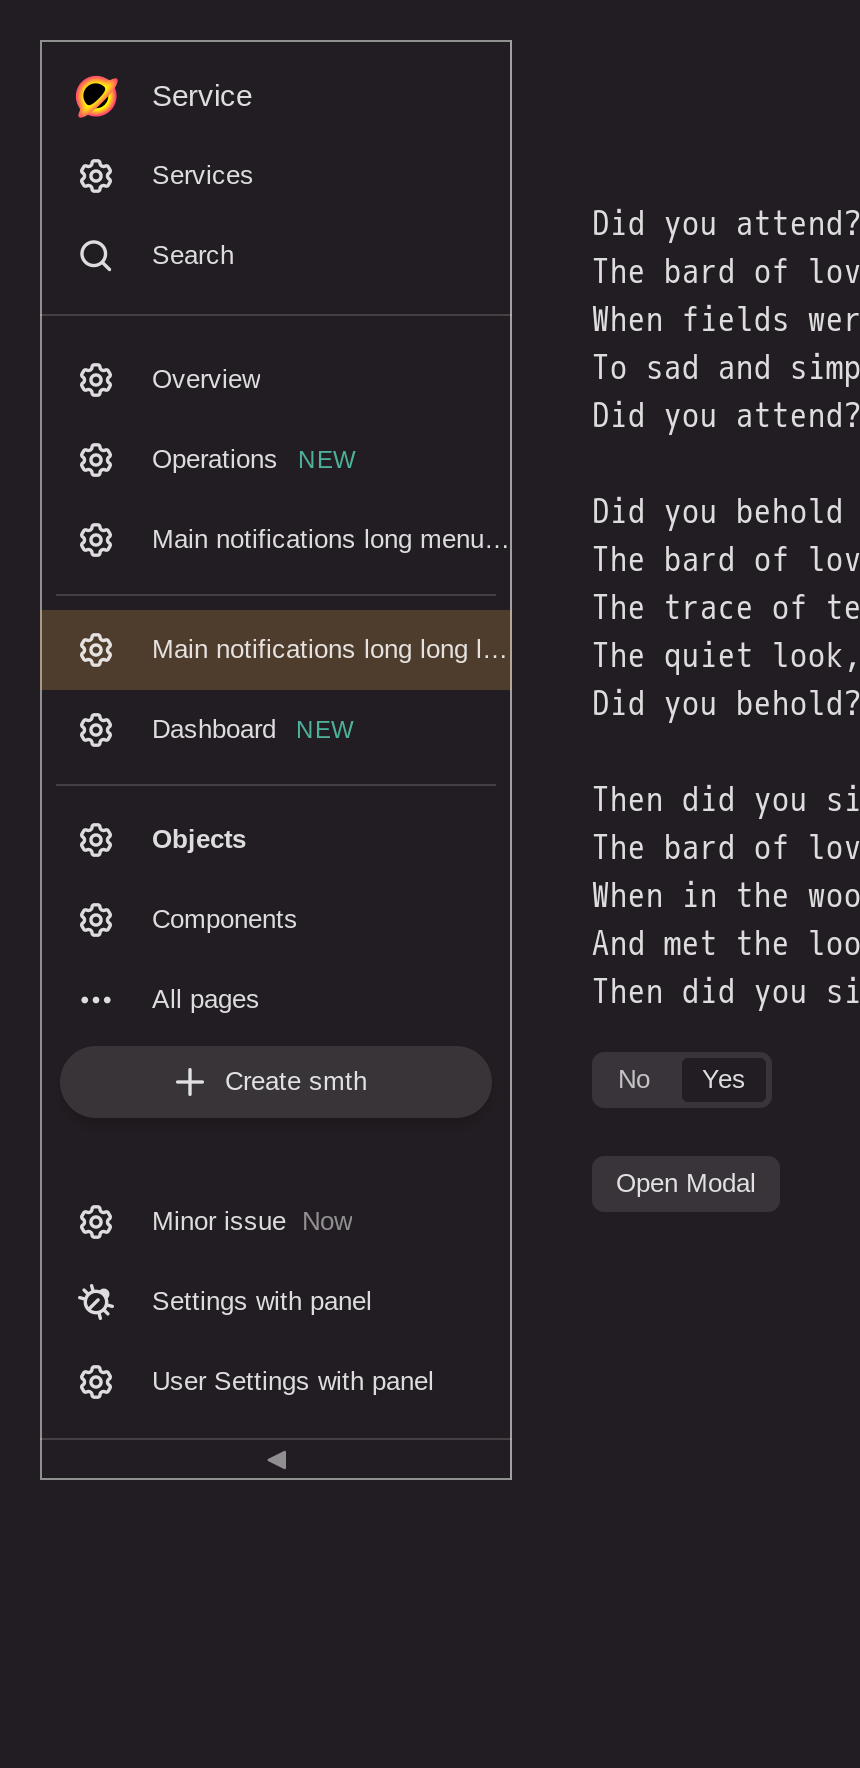 Service
Services
Search
Overview
Operations NEW
Main notifications long menu…
Main notifications long long l…
Dashboard NEW
Objects
Components
All pages
Create smth
Minor issue Now
Settings with panel
User Settings with panel
Did you attend?
The bard of lov
When fields wer
To sad and simp
Did you attend?
Did you behold
The bard of lov
The trace of te
The quiet look,
Did you behold?
Then did you si
The bard of lov
When in the woo
And met the loo
Then did you si
No Yes
Open Modal